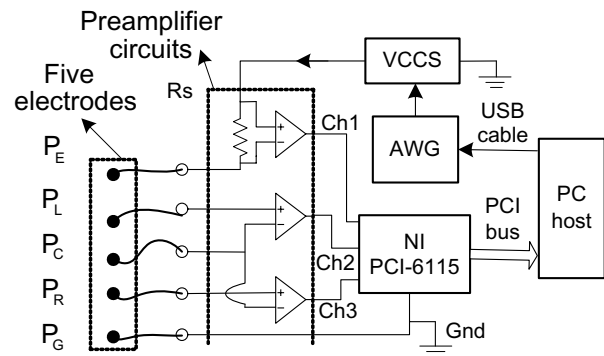 Preamplifier
circuits
Five
electrodes
Rs
VCCS
USB
cable
AWG
PC
host
Ch1
P_E
P_L
P_C
P_R
P_G
+
−
+
−
+
−
Ch2
Ch3
NI
PCI-6115
PCI
bus
Gnd